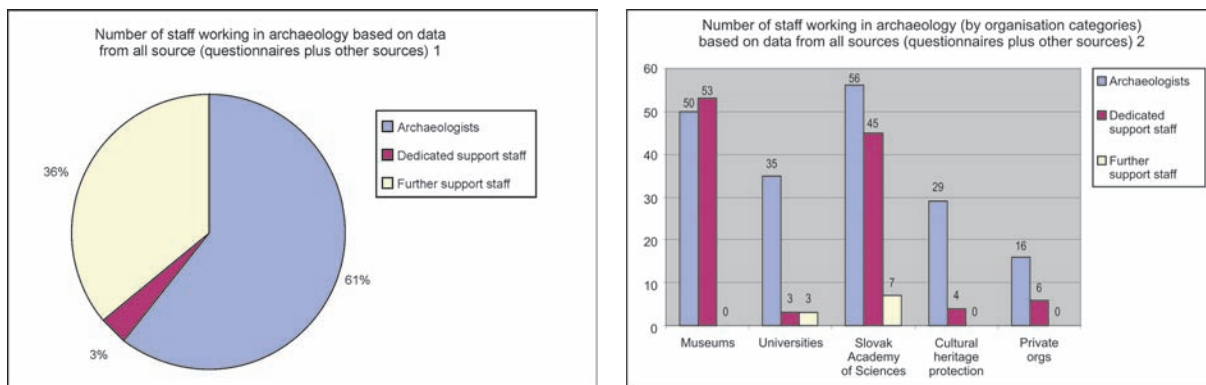 Number of staff working in archaeology based on data
from all source (questionnaires plus other sources) 1
Archaeologists
Dedicated support staff
Further support staff
36%
61%
3%
Number of staff working in archaeology (by organisation categories)
based on data from all sources (questionnaires plus other sources) 2
60
50
40
30
20
10
0
50
53
0
35
3
3
56
45
7
29
4
0
16
6
0
Museums
Universities
Slovak
Academy
of Sciences
Cultural
heritage
protection
Private
orgs
Archaeologists
Dedicated
support staff
Further
support staff